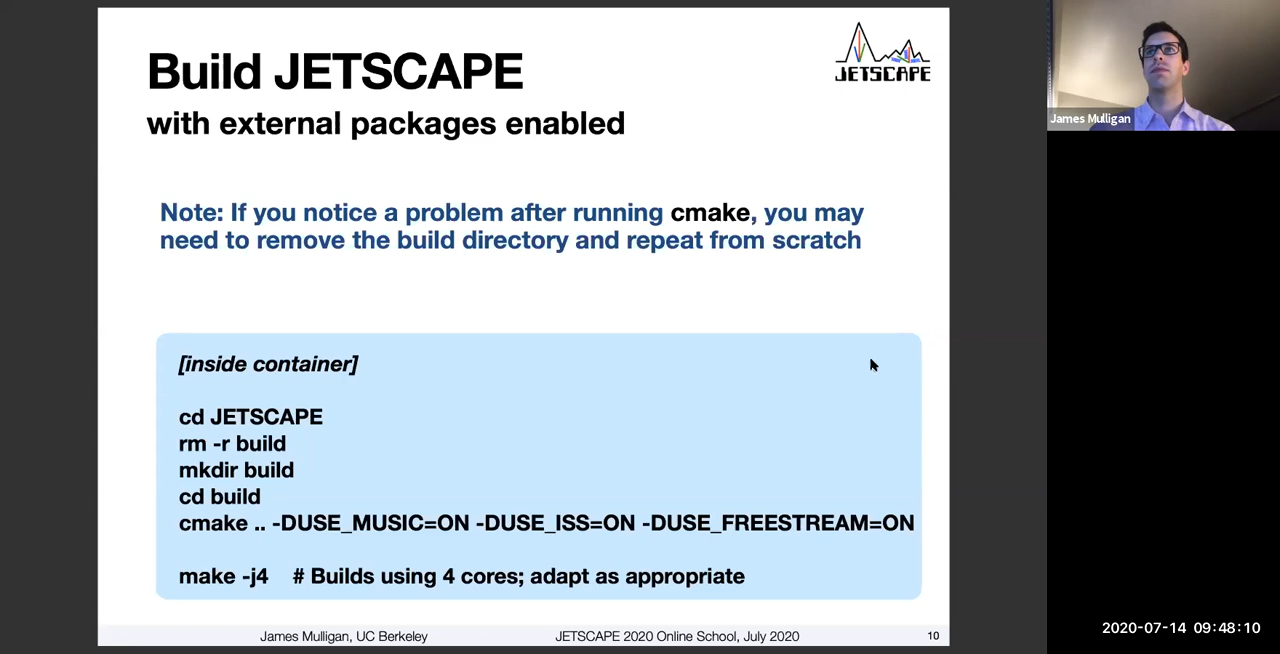 Build JETSCAPE
with external packages enabled
JETSCAPE
James Mulligan
Note: If you notice a problem after running cmake, you may
need to remove the build directory and repeat from scratch
[inside container]
cd JETSCAPE
rm -r build
mkdir build
cd build
cmake .. -DUSE_MUSIC=ON -DUSE_ISS=ON -DUSE_FREESTREAM=ON
make -j4 # Builds using 4 cores; adapt as appropriate
James Mulligan, UC Berkeley
JETSCAPE 2020 Online School, July 2020
10
2020-07-14 09:48:10